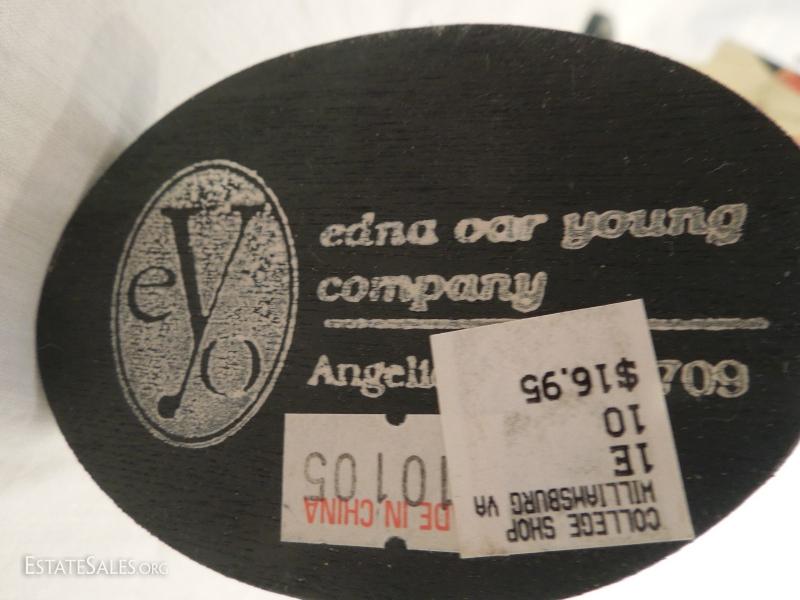 eyo
edna oar young
company
Angelic 709
$16.95
10
1E
WILLIAMSBURG VA
COLLEGE SHOP
10105
DE IN CHINA
ESTATESALES.ORG